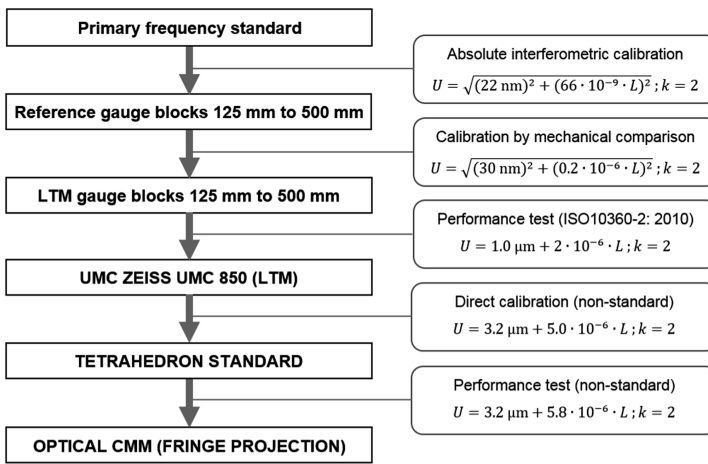 Primary frequency standard
Absolute interferometric calibration
U = √((22 nm)² + (66 · 10⁻⁹ · L)²) ; k = 2
Reference gauge blocks 125 mm to 500 mm
Calibration by mechanical comparison
U = √((30 nm)² + (0.2 · 10⁻⁶ · L)²) ; k = 2
LTM gauge blocks 125 mm to 500 mm
Performance test (ISO10360-2: 2010)
U = 1.0 µm + 2 · 10⁻⁶ · L ; k = 2
UMC ZEISS UMC 850 (LTM)
Direct calibration (non-standard)
U = 3.2 µm + 5.0 · 10⁻⁶ · L ; k = 2
TETRAHEDRON STANDARD
Performance test (non-standard)
U = 3.2 µm + 5.8 · 10⁻⁶ · L ; k = 2
OPTICAL CMM (FRINGE PROJECTION)